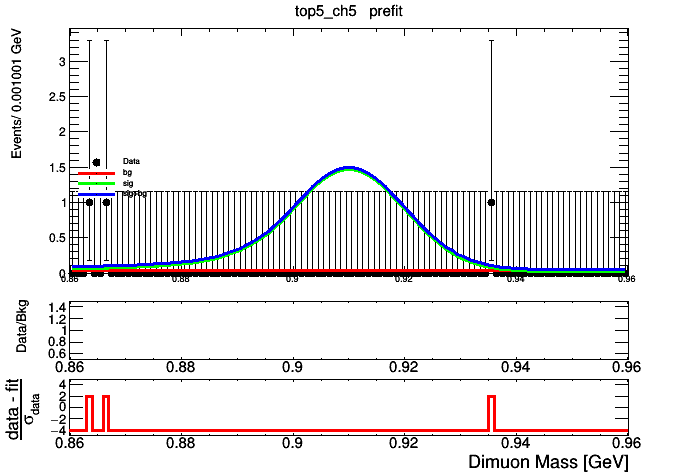 top5_ch5 prefit
Events/ 0.001001 GeV
3
2.5
2
1.5
1
0.5
0
Data
bg
sig
sig+bg
0.86 0.88 0.9 0.92 0.94 0.96
Data/Bkg
1.4
1.2
1
0.8
0.6
0.86 0.88 0.9 0.92 0.94 0.96
data - fit
σdata
4
2
0
−2
−4
0.86 0.88 0.9 0.92 0.94 0.96
Dimuon Mass [GeV]